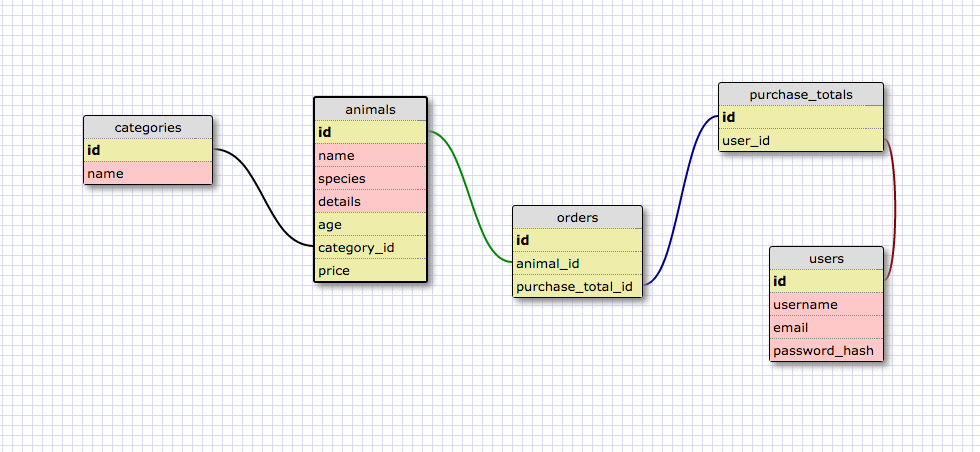 categories
id
name
animals
id
name
species
details
age
category_id
price
orders
id
animal_id
purchase_total_id
purchase_totals
id
user_id
users
id
username
email
password_hash